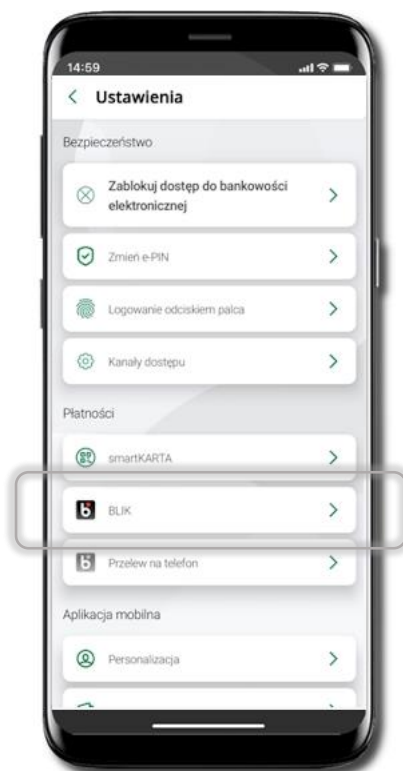 14:59
Ustawienia
Bezpieczeństwo
Zablokuj dostęp do bankowości
elektronicznej
Zmień e-PIN
Logowanie odciskiem palca
Kanały dostępu
Płatności
smartKARTA
BLIK
Przelew na telefon
Aplikacja mobilna
Personalizacja